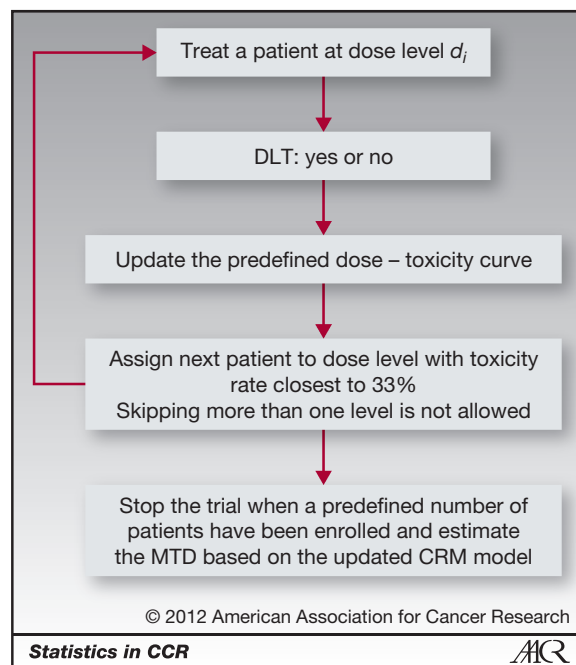 Treat a patient at dose level di
DLT: yes or no
Update the predefined dose – toxicity curve
Assign next patient to dose level with toxicity
rate closest to 33%
Skipping more than one level is not allowed
Stop the trial when a predefined number of
patients have been enrolled and estimate
the MTD based on the updated CRM model
© 2012 American Association for Cancer Research
Statistics in CCR
AACR